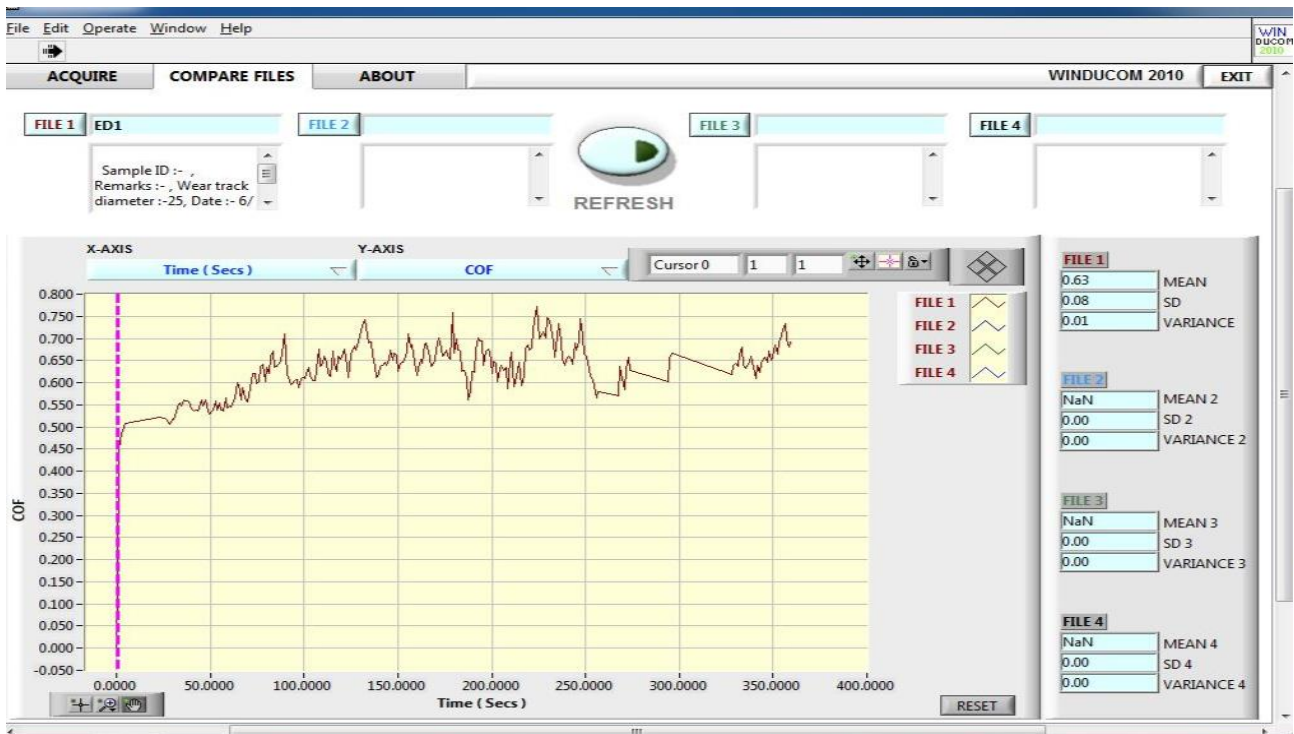 File Edit Operate Window Help
WIN
DUCOM
2010
ACQUIRE COMPARE FILES ABOUT WINDUCOM 2010 EXIT
FILE 1 ED1 FILE 2 FILE 3 FILE 4
Sample ID :- ,
Remarks :- , Wear track
diameter :-25, Date :- 6/
REFRESH
X-AXIS Y-AXIS
Time ( Secs ) COF Cursor 0 1 1
0.800
0.750
0.700
0.650
0.600
0.550
0.500
0.450
0.400
0.350
0.300
0.250
0.200
0.150
0.100
0.050
0.000
-0.050
COF
0.0000 50.0000 100.0000 150.0000 200.0000 250.0000 300.0000 350.0000 400.0000
Time ( Secs )
RESET
FILE 1
FILE 2
FILE 3
FILE 4
FILE 1
0.63 MEAN
0.08 SD
0.01 VARIANCE
FILE 2
NaN MEAN 2
0.00 SD 2
0.00 VARIANCE 2
FILE 3
NaN MEAN 3
0.00 SD 3
0.00 VARIANCE 3
FILE 4
NaN MEAN 4
0.00 SD 4
0.00 VARIANCE 4